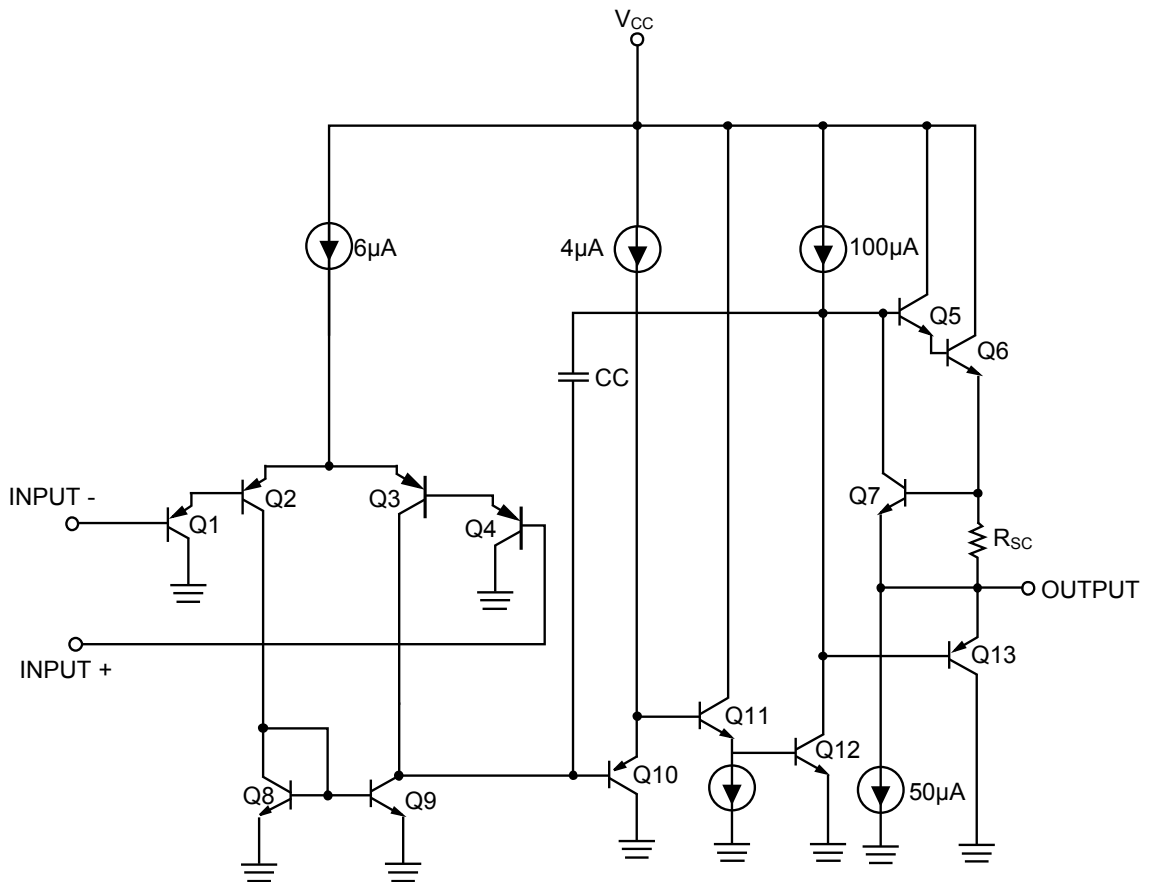 VCC
6µA
4µA
100µA
Q5
Q6
CC
INPUT -
Q1
Q2
Q3
Q4
Q7
RSC
OUTPUT
INPUT +
Q13
Q11
Q12
Q10
Q8
Q9
50µA